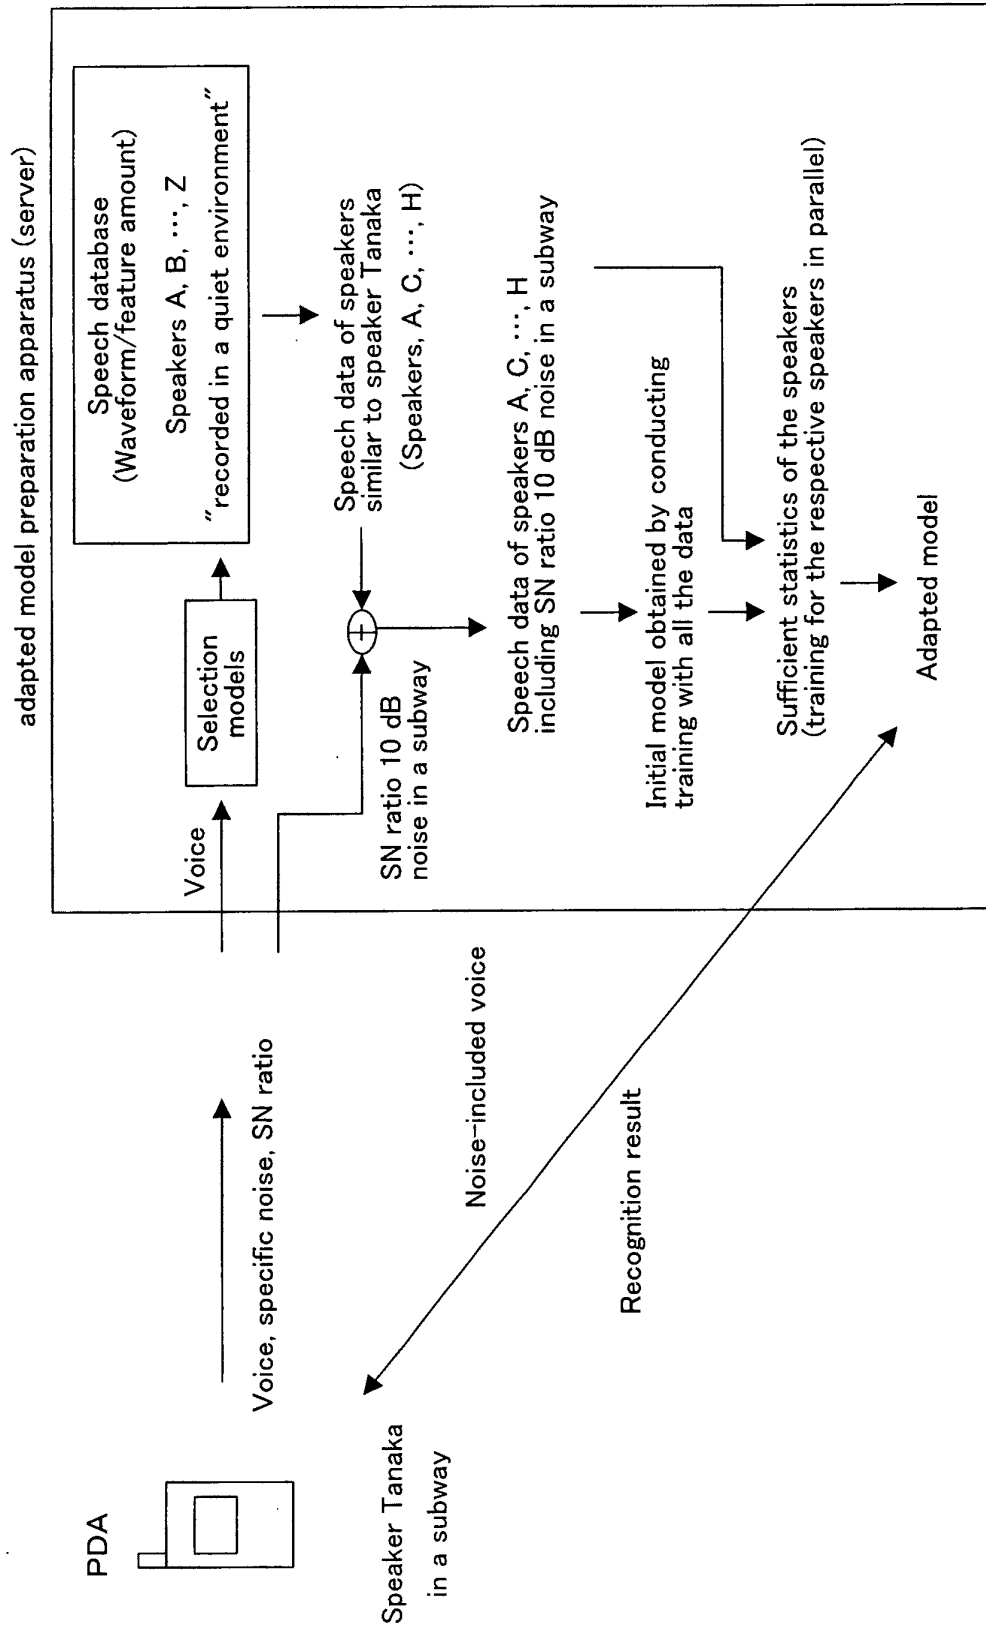 adapted model preparation apparatus (server)
PDA
Voice, specific noise, SN ratio
Voice
Selection
models
Speech database
(Waveform/feature amount)
Speakers A, B, ⋯, Z
"recorded in a quiet environment"
Speech data of speakers
similar to speaker Tanaka
(Speakers, A, C, ⋯, H)
SN ratio 10 dB
noise in a subway
Speaker Tanaka
in a subway
Noise-included voice
Recognition result
Speech data of speakers A, C, ⋯, H
including SN ratio 10 dB noise in a subway
Initial model obtained by conducting
training with all the data
Sufficient statistics of the speakers
(training for the respective speakers in parallel)
Adapted model